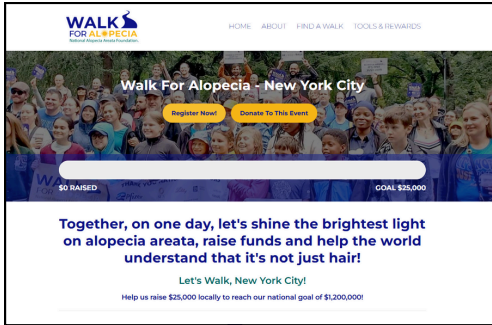 WALK
FOR ALOPECIA
National Alopecia Areata Foundation
HOME ABOUT FIND A WALK TOOLS & REWARDS
Walk For Alopecia - New York City
Register Now! Donate To This Event
$0 RAISED GOAL $25,000
Together, on one day, let's shine the brightest light
on alopecia areata, raise funds and help the world
understand that it's not just hair!
Let's Walk, New York City!
Help us raise $25,000 locally to reach our national goal of $1,200,000!